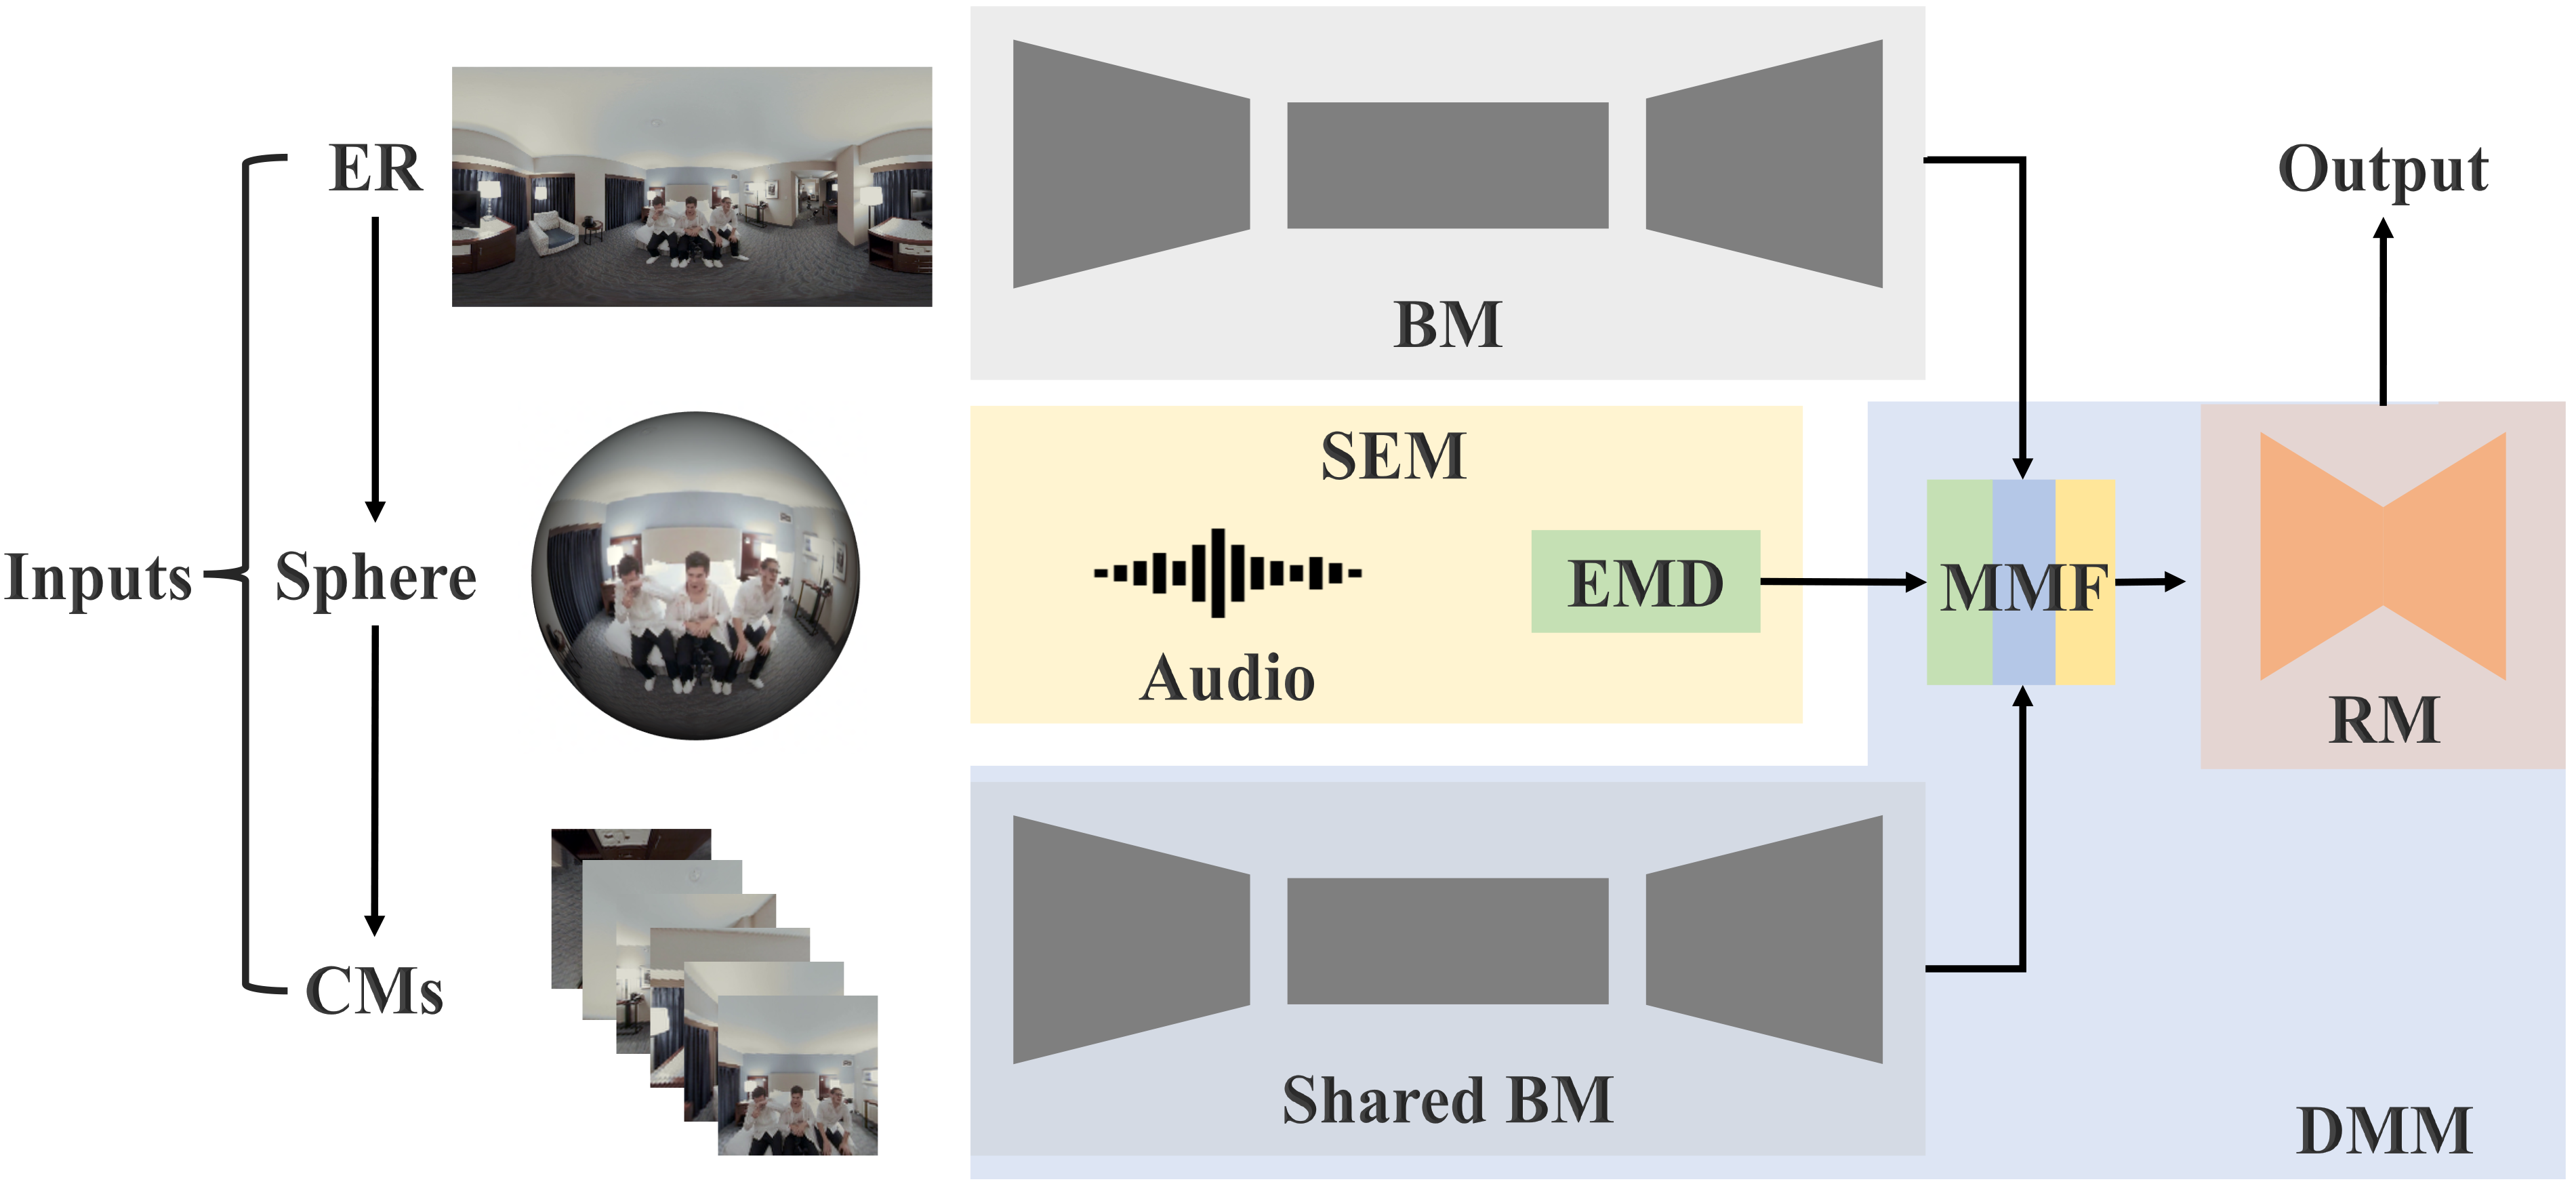 Inputs
ER
Sphere
CMs
BM
SEM
Audio
EMD
MMF
Shared BM
Output
RM
DMM